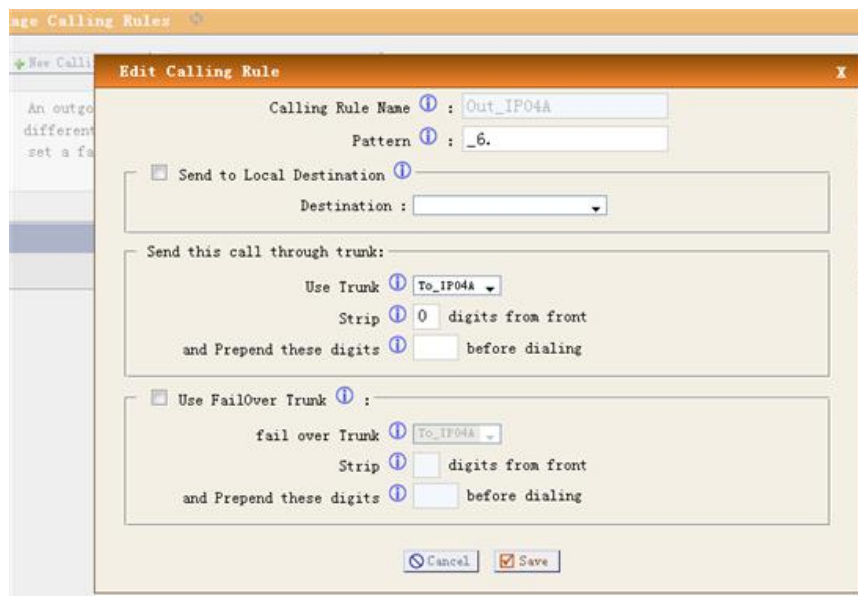 age Calling Rules
New Calli
An outgo
different
set a fa
Edit Calling Rule X
Calling Rule Name : Out_IP04A
Pattern : _6.
Send to Local Destination
Destination :
Send this call through trunk:
Use Trunk To_IP04A
Strip 0 digits from front
and Prepend these digits before dialing
Use FailOver Trunk :
fail over Trunk To_IP04A
Strip digits from front
and Prepend these digits before dialing
Cancel Save